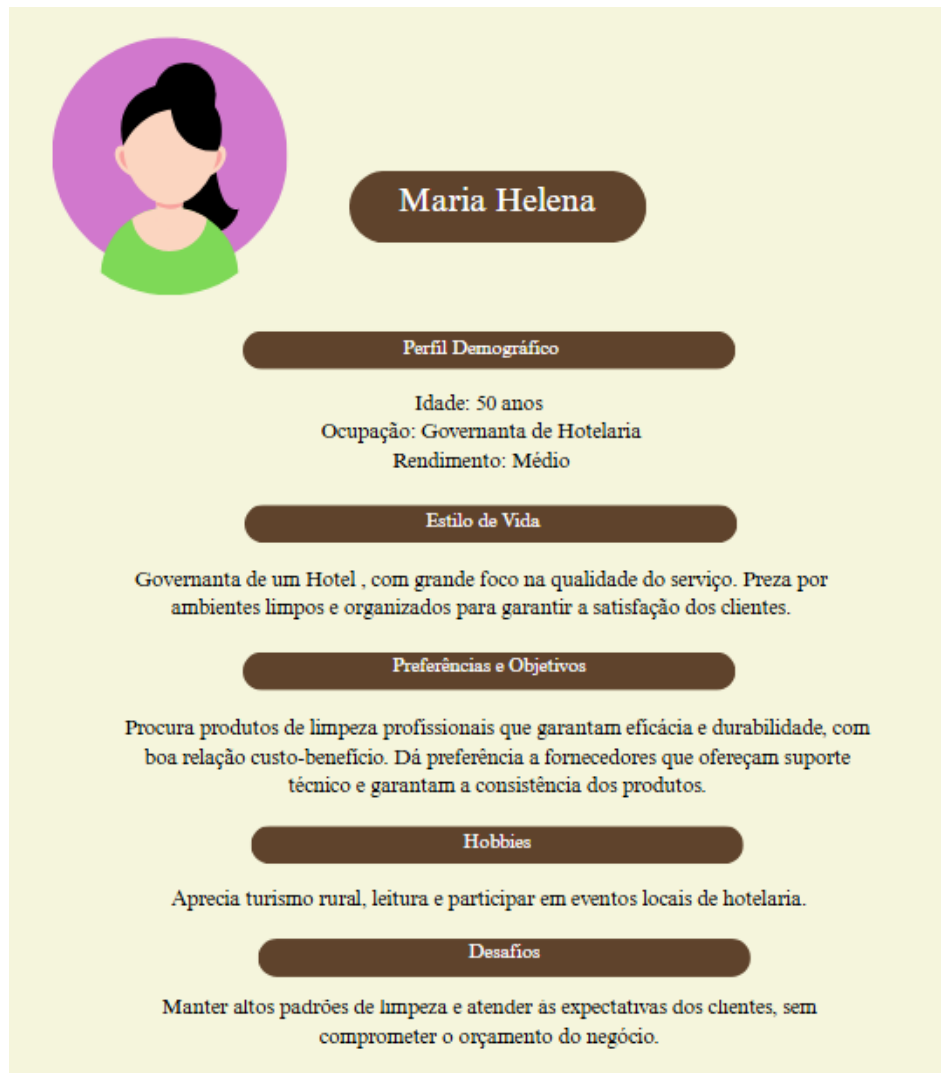 Maria Helena
Perfil Demográfico
Idade: 50 anos
Ocupação: Governanta de Hotelaria
Rendimento: Médio
Estilo de Vida
Governanta de um Hotel , com grande foco na qualidade do serviço. Preza por
ambientes limpos e organizados para garantir a satisfação dos clientes.
Preferências e Objetivos
Procura produtos de limpeza profissionais que garantam eficácia e durabilidade, com
boa relação custo-benefício. Dá preferência a fornecedores que ofereçam suporte
técnico e garantam a consistência dos produtos.
Hobbies
Aprecia turismo rural, leitura e participar em eventos locais de hotelaria.
Desafios
Manter altos padrões de limpeza e atender às expectativas dos clientes, sem
comprometer o orçamento do negócio.